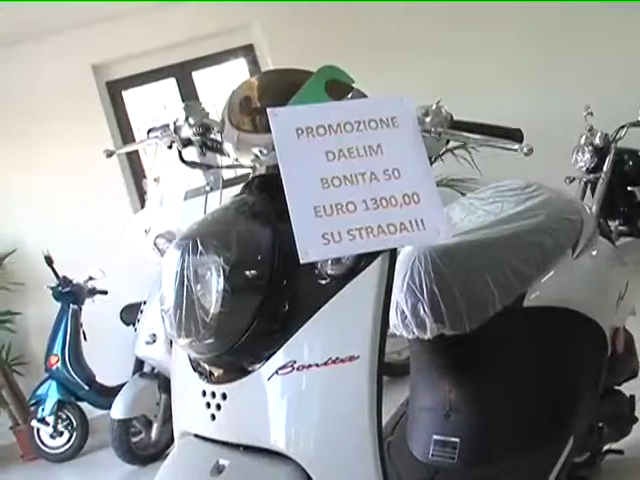 PROMOZIONE
DAELIM
BONITA 50
EURO 1300,00
SU STRADA!!!
Bonita